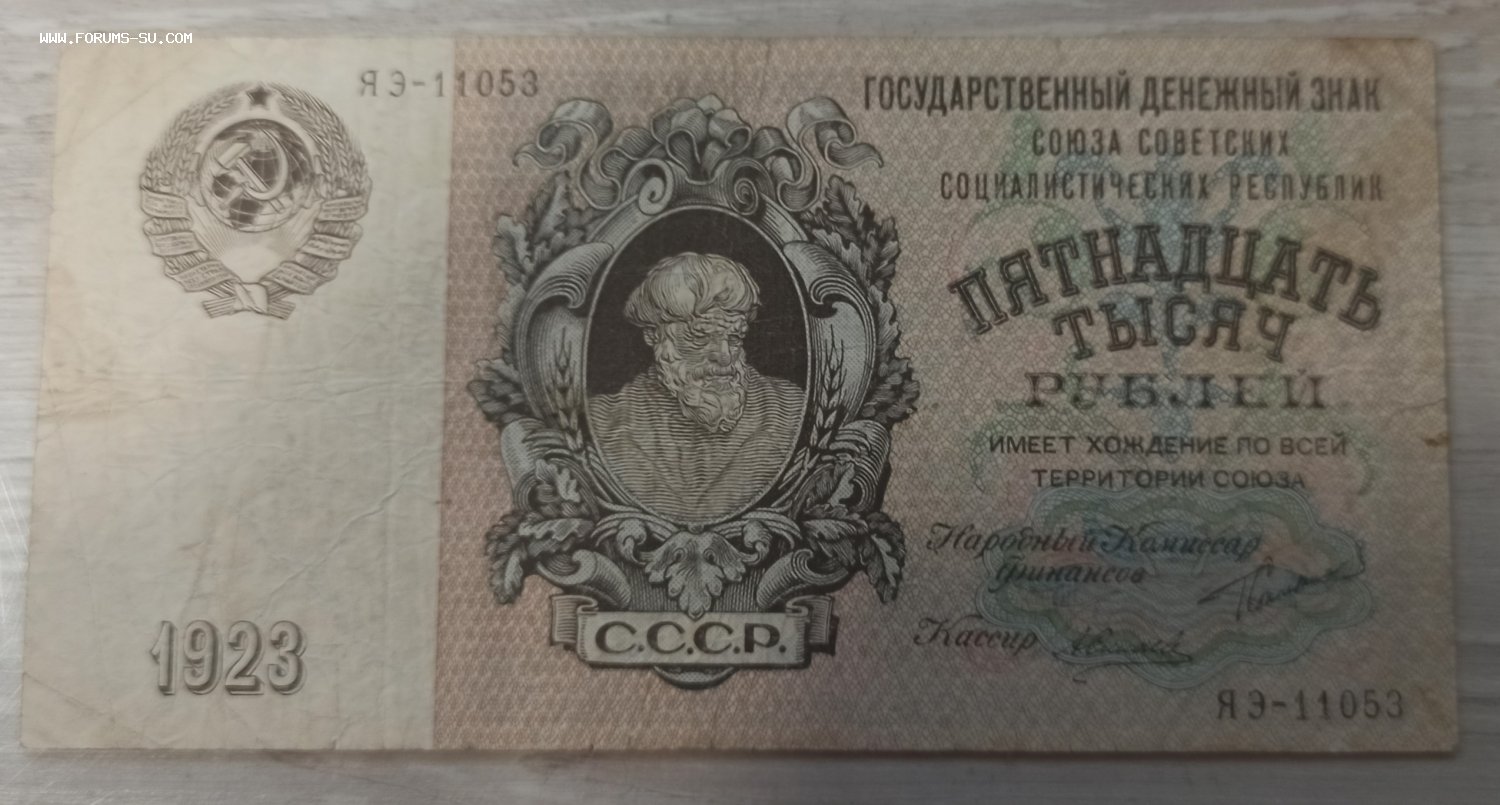 WWW.FORUMS-SU.COM
ЯЭ-11053
ГОСУДАРСТВЕННЫЙ ДЕНЕЖНЫЙ ЗНАК
СОЮЗА СОВЕТСКИХ
СОЦИАЛИСТИЧЕСКИХ РЕСПУБЛИК
ПЯТНАДЦАТЬ
ТЫСЯЧ
РУБЛЕЙ
ИМЕЕТ ХОЖДЕНИЕ ПО ВСЕЙ
ТЕРРИТОРИИ СОЮЗА
Народный Комиссар
финансов
Кассир
С.С.С.Р.
1923
ЯЭ-11053